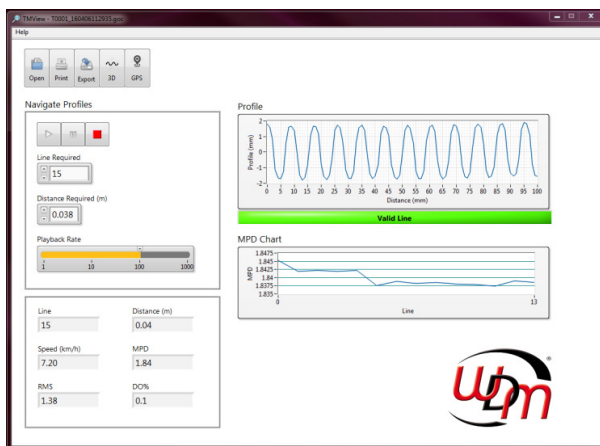 TMView - T0001_160406112935.gos
Help
Open Print Export 3D GPS
Navigate Profiles
Line Required
15
Distance Required (m)
0.038
Playback Rate
1 10 100 1000
Line Distance (m)
15 0.04
Speed (km/h) MPD
7.20 1.84
RMS DO%
1.38 0.1
Profile
Profile (mm)
2
1
0
-1
-2
0 5 10 15 20 25 30 35 40 45 50 55 60 65 70 75 80 85 90 95 100
Distance (mm)
Valid Line
MPD Chart
MPD
1.8475
1.845
1.8425
1.84
1.8375
1.835
0 13
Line
WDM
®